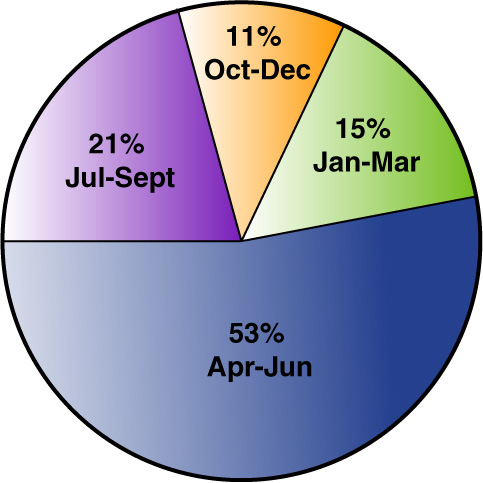 11%
Oct-Dec
15%
Jan-Mar
21%
Jul-Sept
53%
Apr-Jun